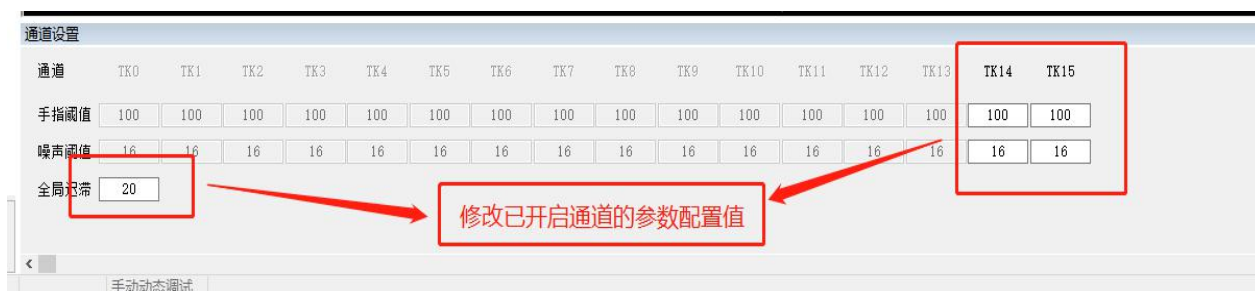 通道设置
通道 TK0 TK1 TK2 TK3 TK4 TK5 TK6 TK7 TK8 TK9 TK10 TK11 TK12 TK13 TK14 TK15
手指阈值 100 100 100 100 100 100 100 100 100 100 100 100 100 100 100 100
噪声阈值 16 16 16 16 16 16 16 16 16 16 16 16 16 16 16 16
全局迟滞 20
修改已开启通道的参数配置值
手动动态调试